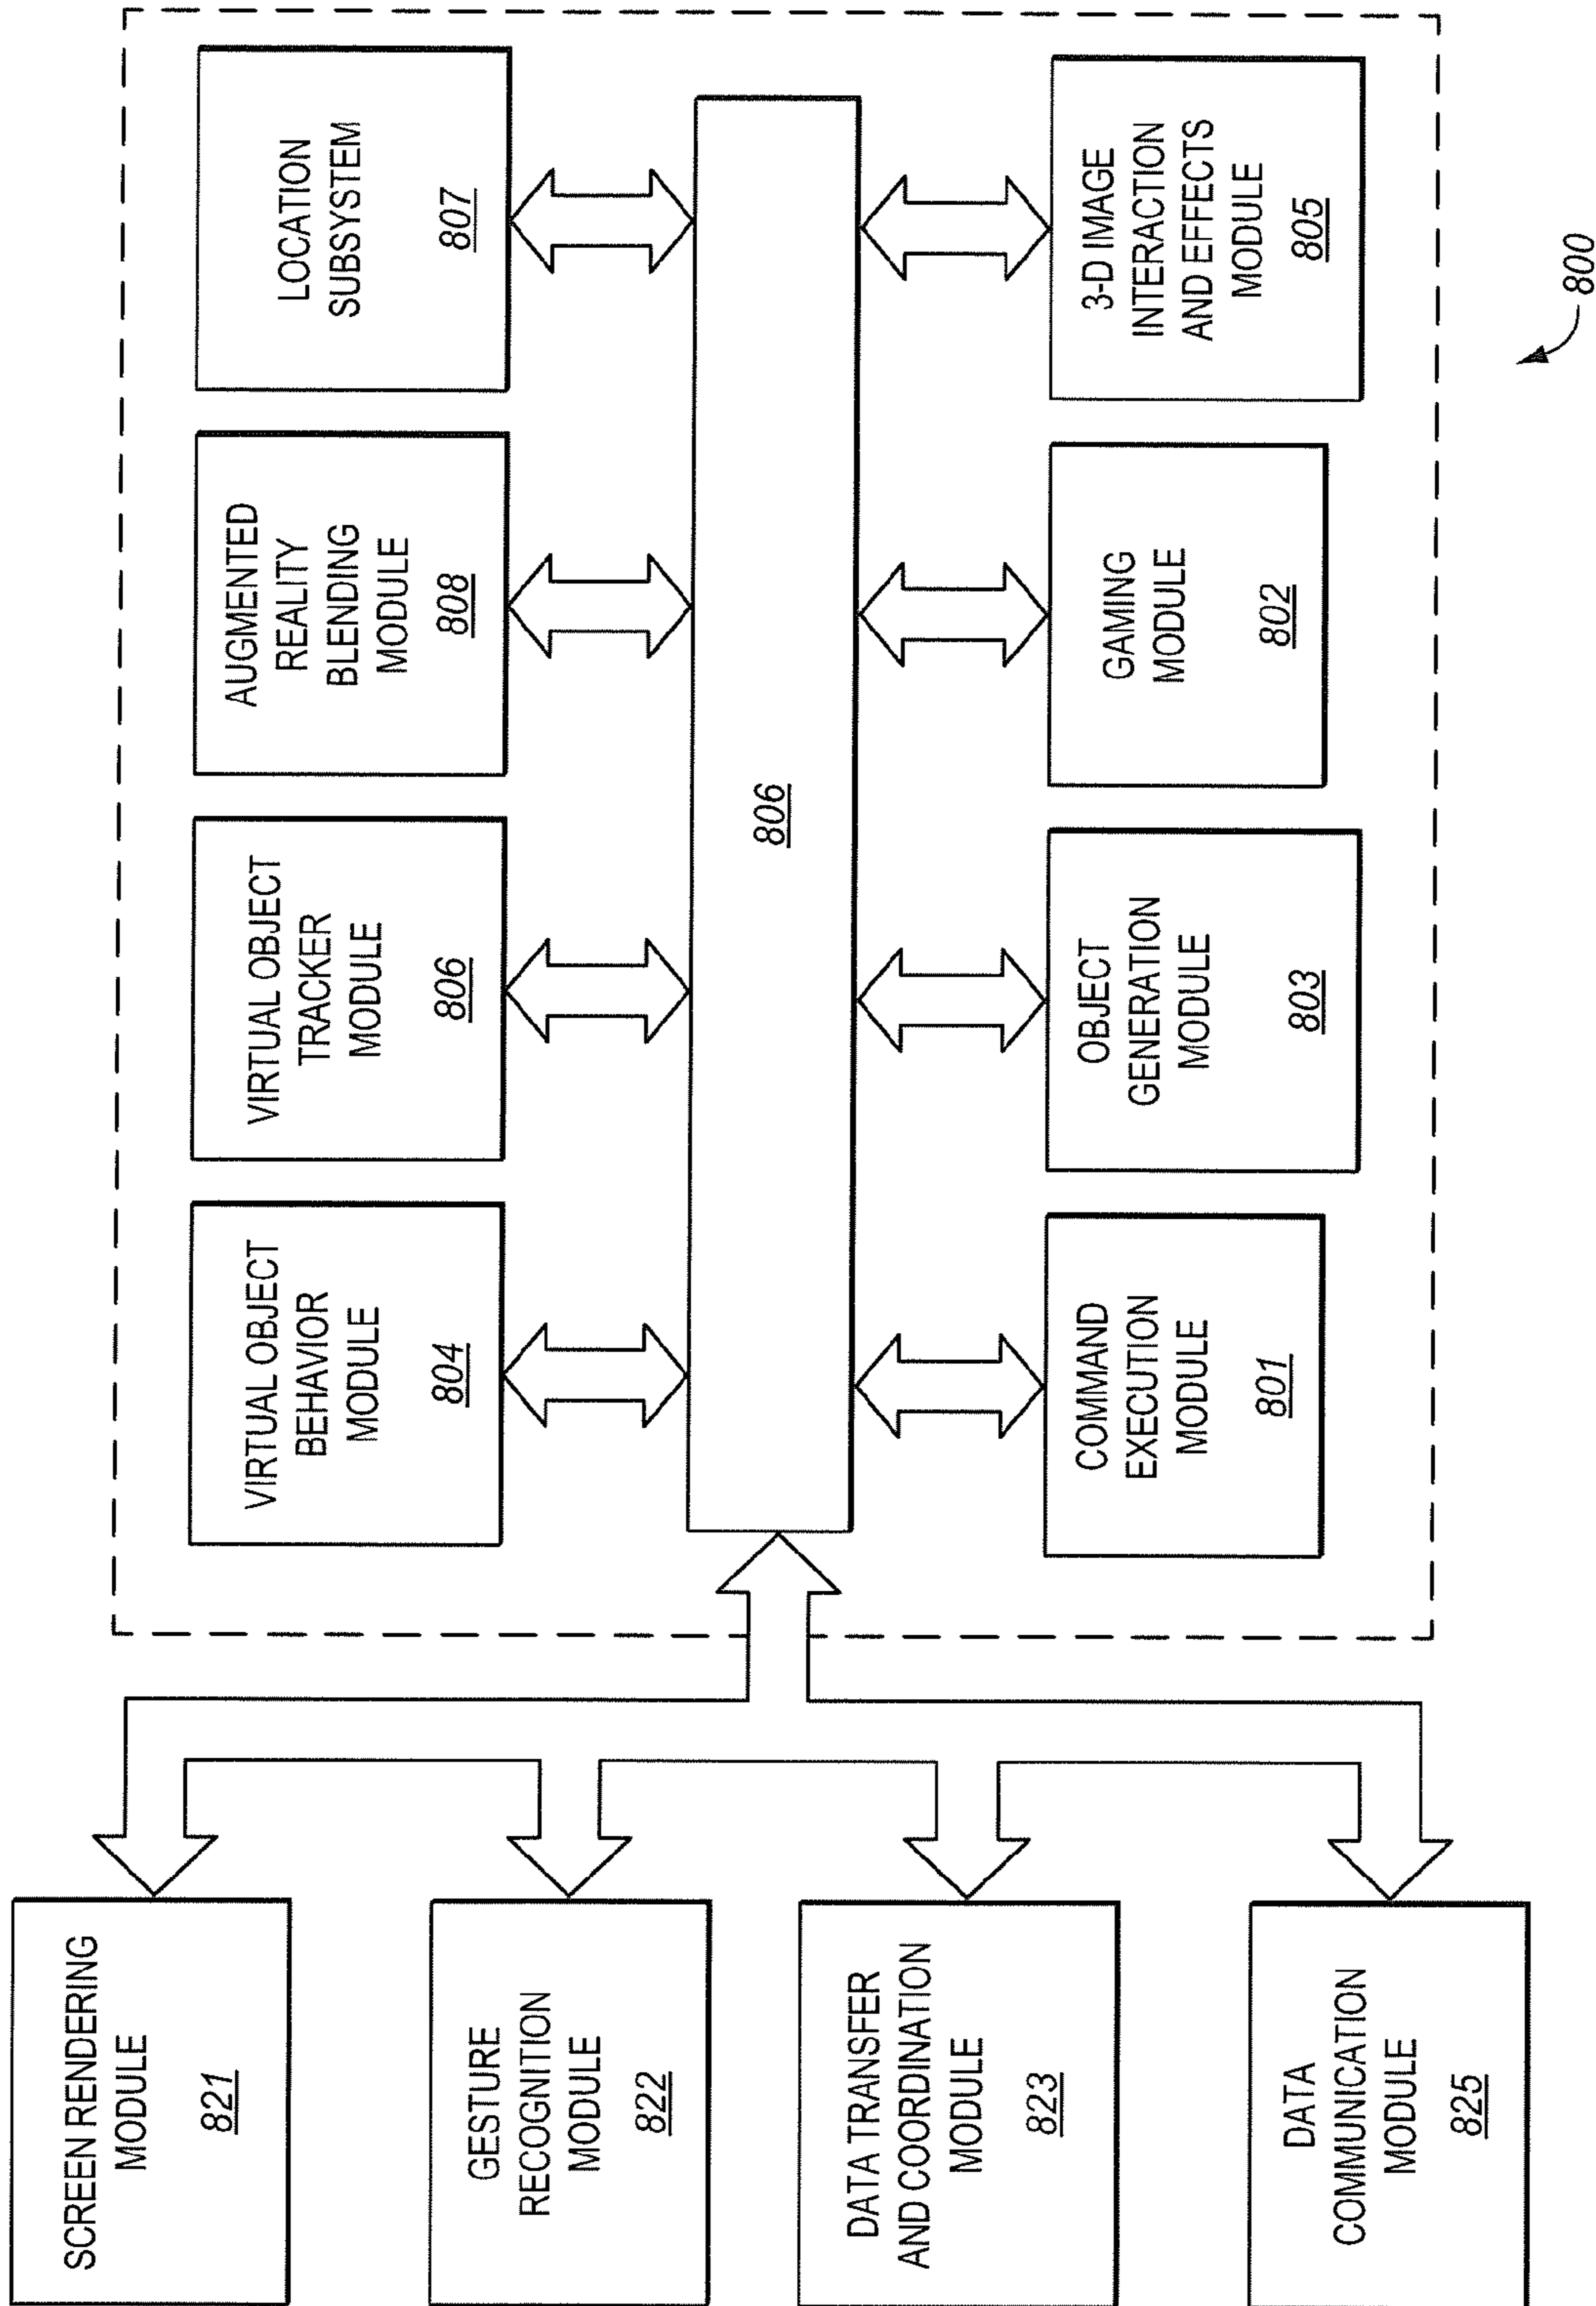 SCREEN RENDERING
MODULE
821
GESTURE
RECOGNITION
MODULE
822
DATA TRANSFER
AND COORDINATION
MODULE
823
DATA
COMMUNICATION
MODULE
825
VIRTUAL OBJECT
BEHAVIOR
MODULE
804
VIRTUAL OBJECT
TRACKER
MODULE
806
AUGMENTED
REALITY
BLENDING
MODULE
808
LOCATION
SUBSYSTEM
807
806
COMMAND
EXECUTION
MODULE
801
OBJECT
GENERATION
MODULE
803
GAMING
MODULE
802
3-D IMAGE
INTERACTION
AND EFFECTS
MODULE
805
800